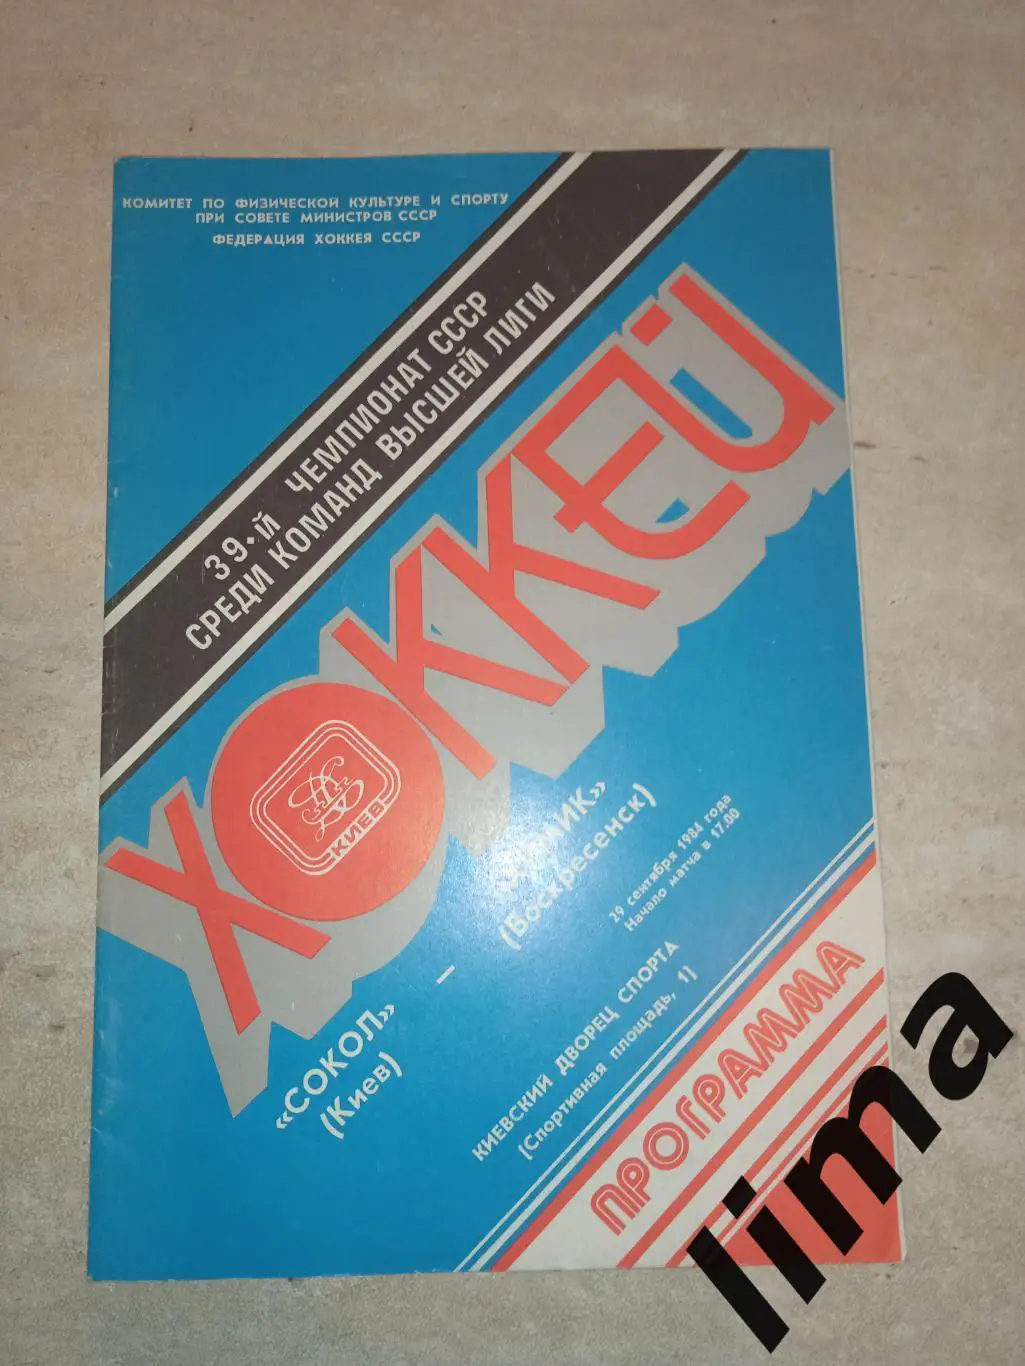 КОМИТЕТ ПО ФИЗИЧЕСКОЙ КУЛЬТУРЕ И СПОРТУ
ПРИ СОВЕТЕ МИНИСТРОВ СССР
ФЕДЕРАЦИЯ ХОККЕЯ СССР
39-Й ЧЕМПИОНАТ СССР
СРЕДИ КОМАНД ВЫСШЕЙ ЛИГИ
ХОККЕЙ
КИЕВ
«СОКОЛ»
(Киев)
—
(Воскресенск)
29 сентября 1984 года
Начало матча в 17.00
КИЕВСКИЙ ДВОРЕЦ СПОРТА
(Спортивная площадь, 1)
ПРОГРАММА
lima